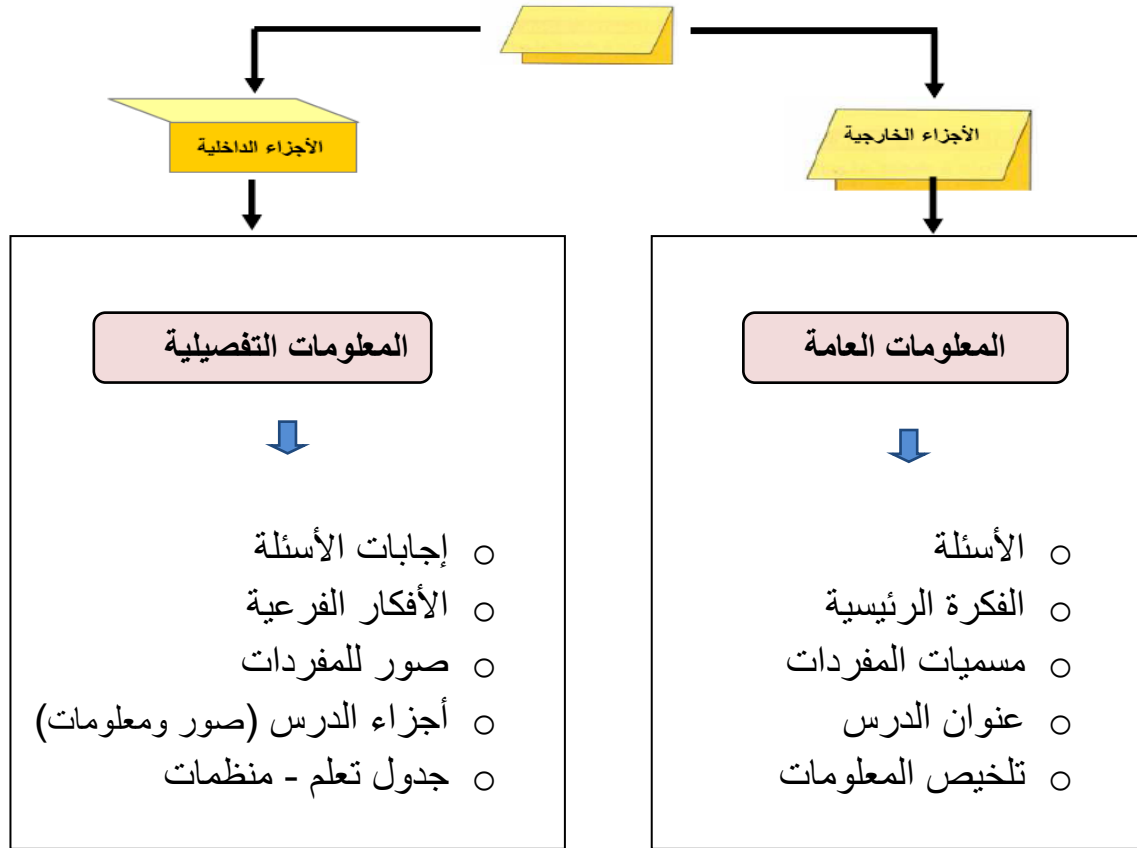 الأجزاء الخارجية
المعلومات العامة
○ الأسئلة
○ الفكرة الرئيسية
○ مسميات المفردات
○ عنوان الدرس
○ تلخيص المعلومات
الأجزاء الداخلية
المعلومات التفصيلية
○ إجابات الأسئلة
○ الأفكار الفرعية
○ صور للمفردات
○ أجزاء الدرس (صور ومعلومات)
○ جدول تعلم - منظمات